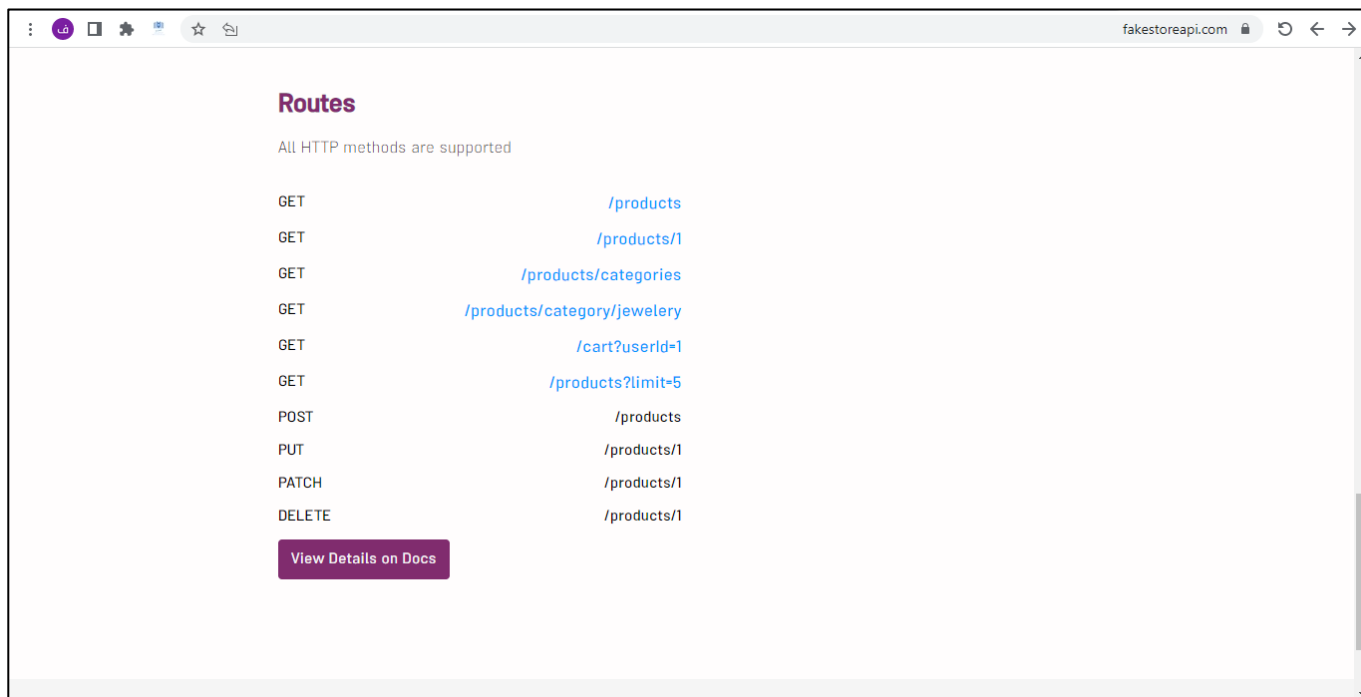 ف
fakestoreapi.com
Routes
All HTTP methods are supported
GET /products
GET /products/1
GET /products/categories
GET /products/category/jewelery
GET /cart?userId=1
GET /products?limit=5
POST /products
PUT /products/1
PATCH /products/1
DELETE /products/1
View Details on Docs